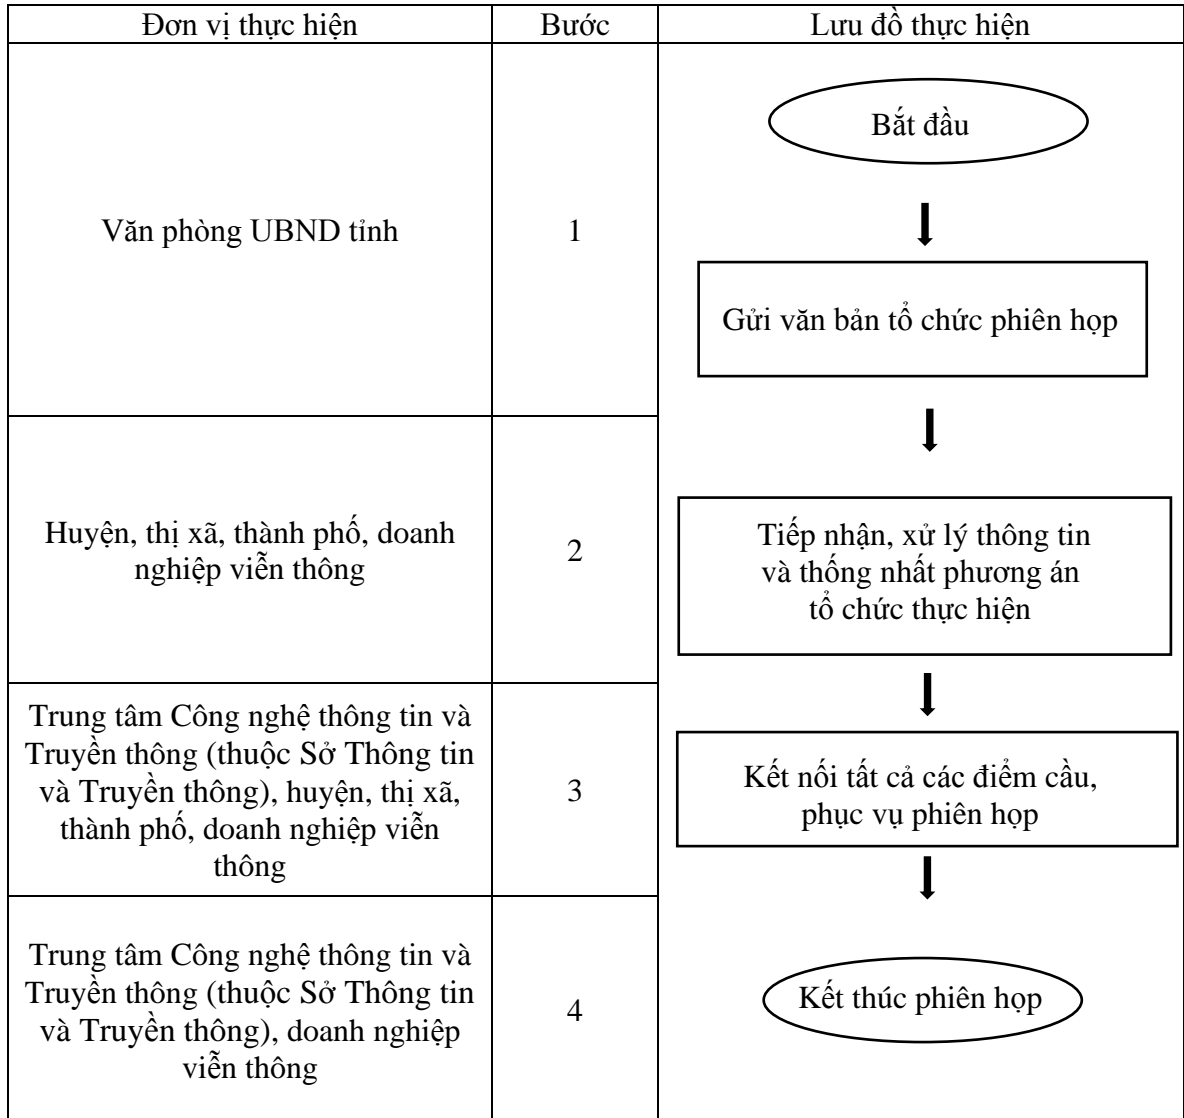 Đơn vị thực hiện
Bước
Lưu đồ thực hiện
Văn phòng UBND tỉnh
1
Bắt đầu
Gửi văn bản tổ chức phiên họp
Huyện, thị xã, thành phố, doanh
nghiệp viễn thông
2
Tiếp nhận, xử lý thông tin
và thống nhất phương án
tổ chức thực hiện
Trung tâm Công nghệ thông tin và
Truyền thông (thuộc Sở Thông tin
và Truyền thông), huyện, thị xã,
thành phố, doanh nghiệp viễn
thông
3
Kết nối tất cả các điểm cầu,
phục vụ phiên họp
Trung tâm Công nghệ thông tin và
Truyền thông (thuộc Sở Thông tin
và Truyền thông), doanh nghiệp
viễn thông
4
Kết thúc phiên họp